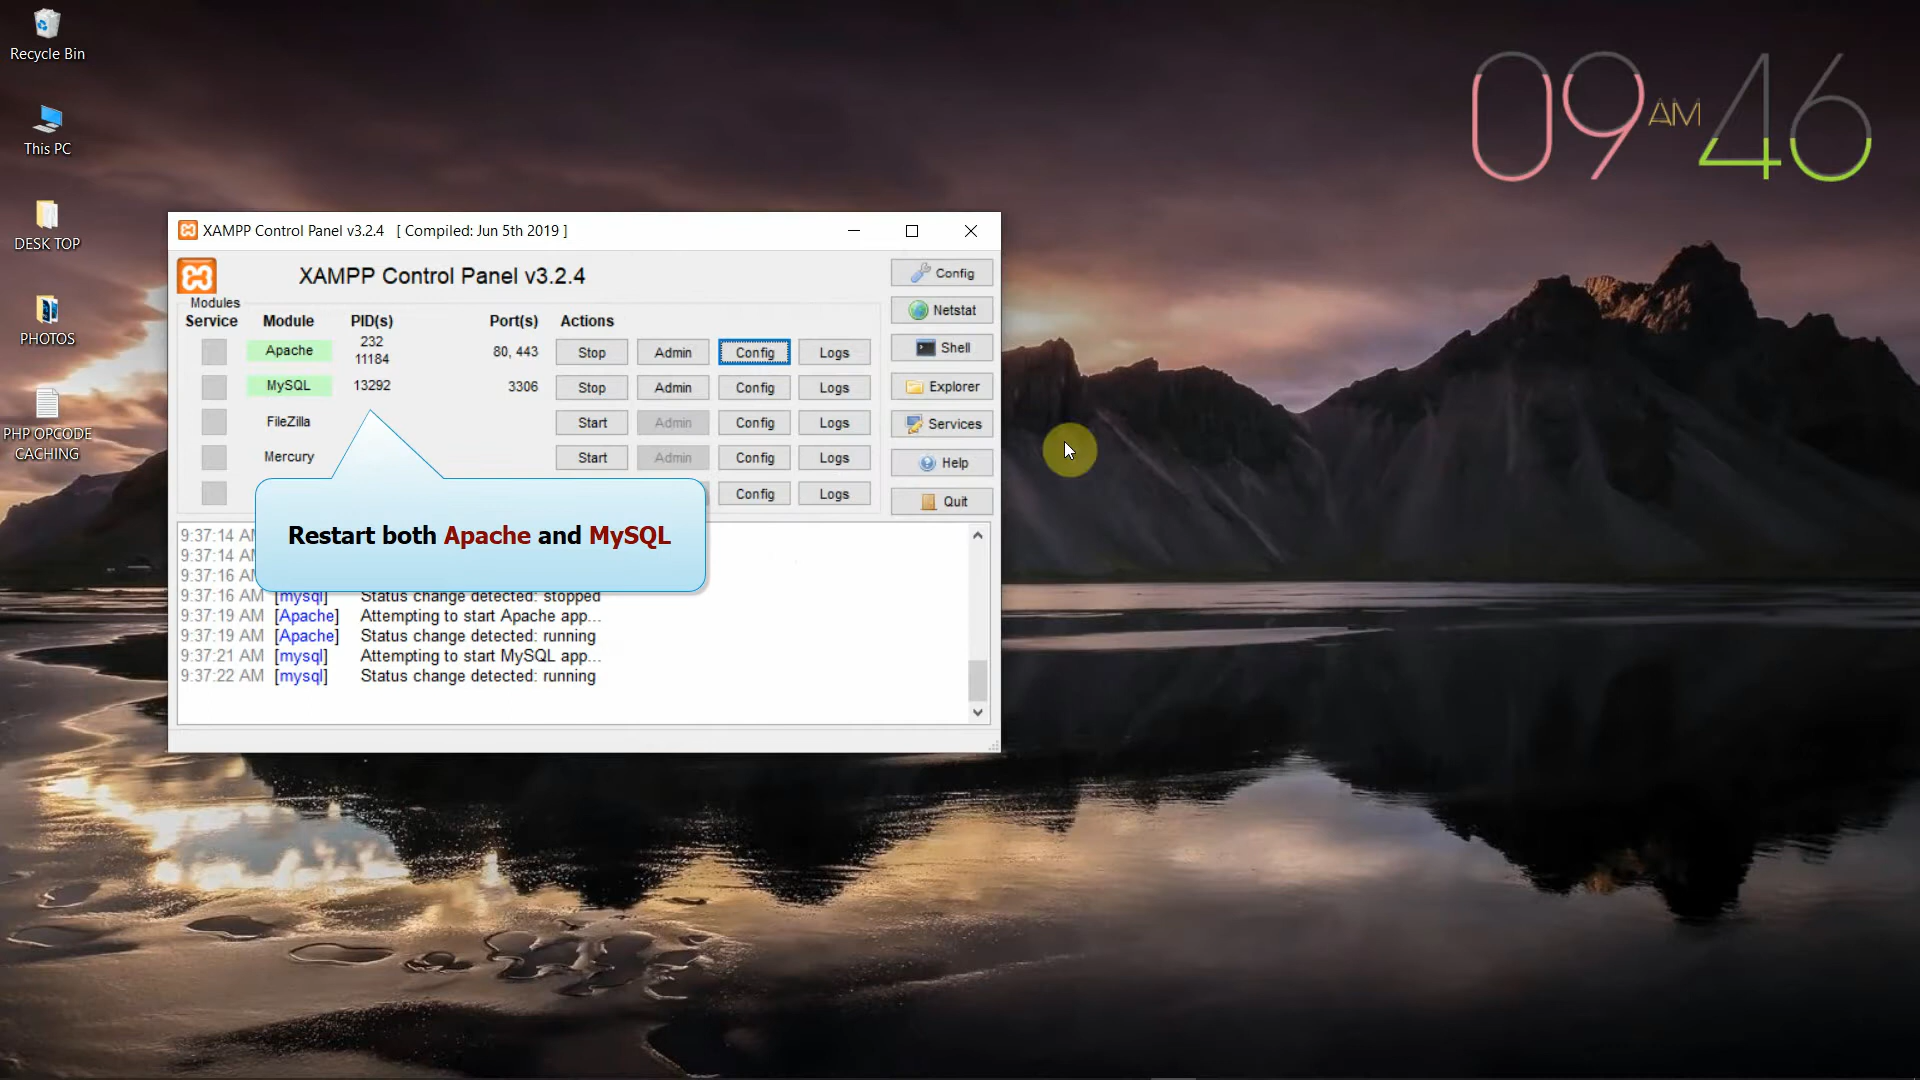 Recycle Bin
This PC
DESK TOP
PHOTOS
PHP OPCODE
CACHING
09 AM 46
XAMPP Control Panel v3.2.4 [ Compiled: Jun 5th 2019 ]
XAMPP Control Panel v3.2.4
Modules
Service Module PID(s) Port(s) Actions
Apache 232 11184 80, 443 Stop Admin Config Logs
MySQL 13292 3306 Stop Admin Config Logs
FileZilla Start Admin Config Logs
Mercury Start Admin Config Logs
Config Logs
Config
Netstat
Shell
Explorer
Services
Help
Quit
Restart both Apache and MySQL
9:37:14 AM
9:37:14 AM
9:37:16 AM
9:37:16 AM [mysql] Status change detected: stopped
9:37:19 AM [Apache] Attempting to start Apache app...
9:37:19 AM [Apache] Status change detected: running
9:37:21 AM [mysql] Attempting to start MySQL app...
9:37:22 AM [mysql] Status change detected: running